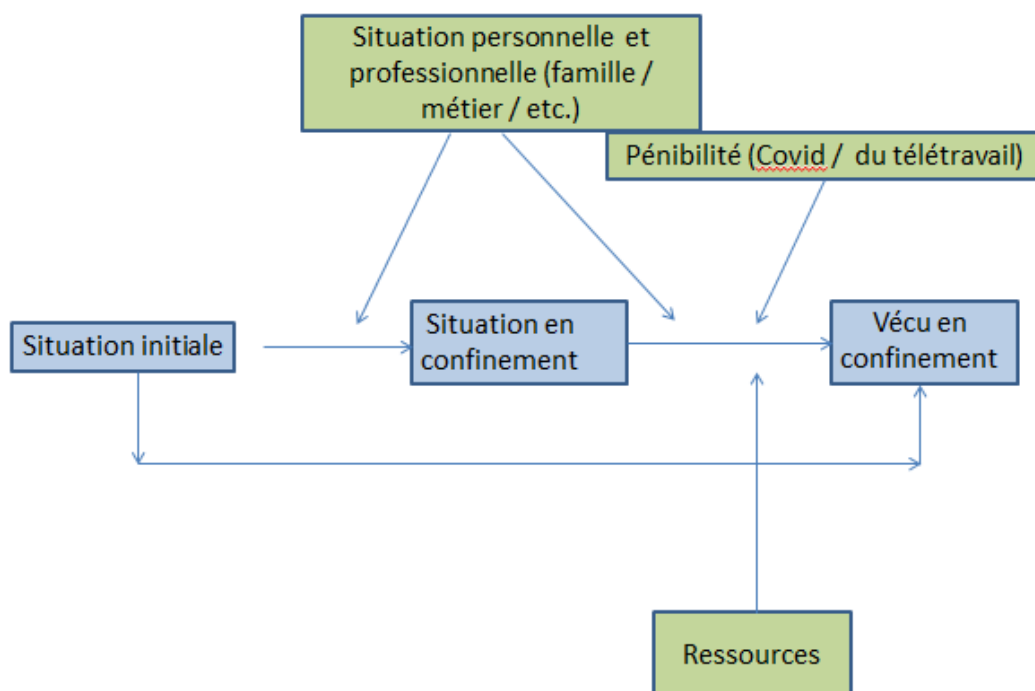 Situation personnelle et
professionnelle (famille /
métier / etc.)
Pénibilité (Covid / du télétravail)
Situation initiale
Situation en
confinement
Vécu en
confinement
Ressources